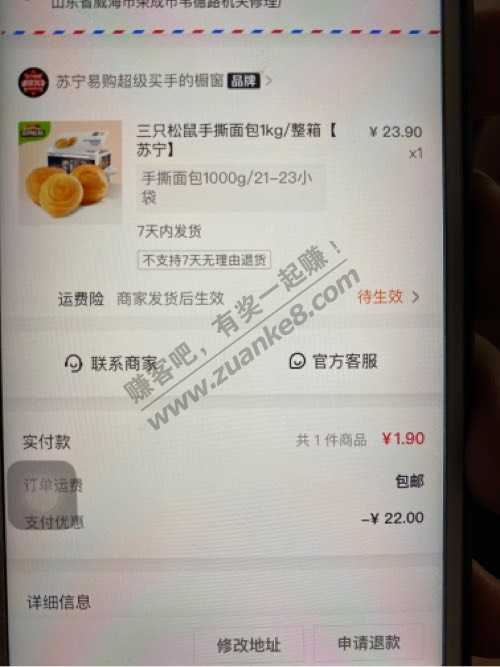 山东省威海市荣成市韦德路机关修理厂
苏宁易购超级买手的橱窗 品牌 >
三只松鼠手撕面包1kg/整箱【 ¥ 23.90
苏宁】 x1
手撕面包1000g/21-23小
袋
7天内发货
不支持7天无理由退货
运费险 商家发货后生效 待生效 >
联系商家 官方客服
赚客吧,有奖一起赚!
www.zuanke8.com
实付款 共1件商品 ¥1.90
订单运费 包邮
支付优惠 -¥ 22.00
详细信息
修改地址 申请退款